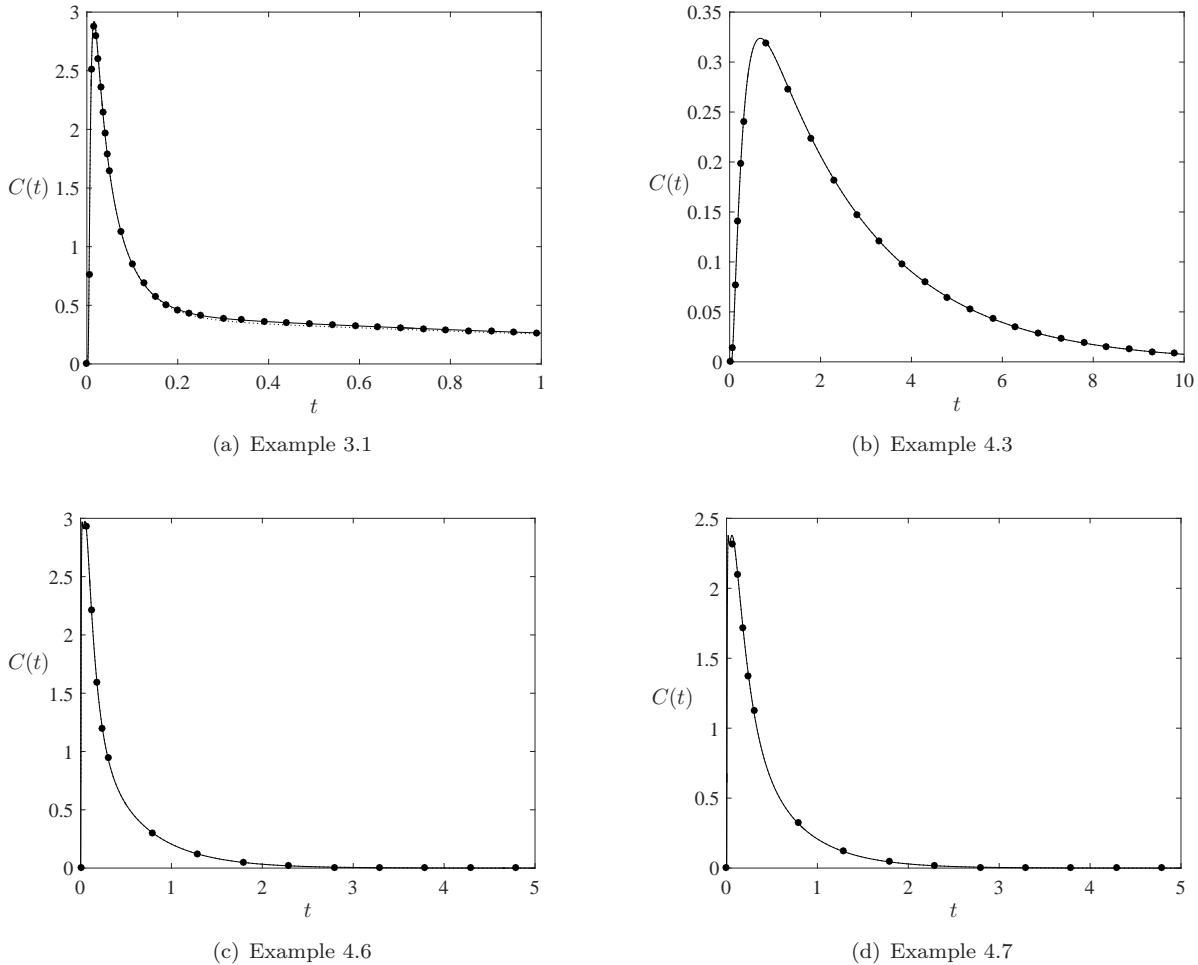 3
2.5
2
C(t)
1.5
1
0.5
0
0 0.2 0.4 0.6 0.8 1
t
(a) Example 3.1
0.35
0.3
0.25
0.2
C(t)
0.15
0.1
0.05
0
0 2 4 6 8 10
t
(b) Example 4.3
3
2.5
2
C(t)
1.5
1
0.5
0
0 1 2 3 4 5
t
(c) Example 4.6
2.5
2
1.5
C(t)
1
0.5
0
0 1 2 3 4 5
t
(d) Example 4.7